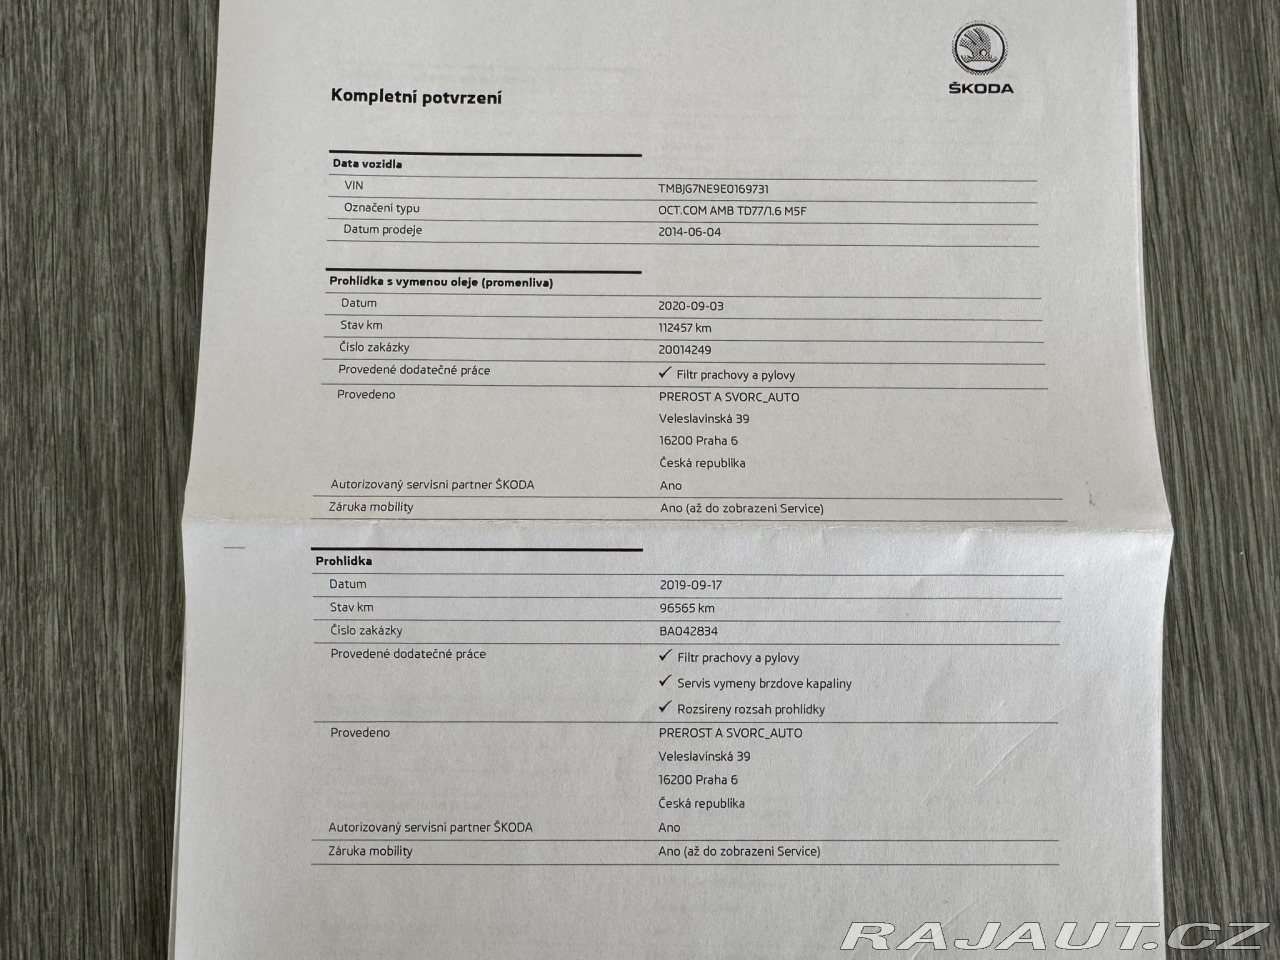 ŠKODA
Kompletní potvrzení
Data vozidla
VIN TMBJG7NE9E0169731
Označení typu OCT.COM AMB TD77/1.6 M5F
Datum prodeje 2014-06-04
Prohlidka s vymenou oleje (promenliva)
Datum 2020-09-03
Stav km 112457 km
Číslo zakázky 20014249
Provedené dodatečné práce ✓ Filtr prachovy a pylovy
Provedeno PREROST A SVORC_AUTO
Veleslavínská 39
16200 Praha 6
Česká republika
Autorizovaný servisní partner ŠKODA Ano
Záruka mobility Ano (až do zobrazení Service)
Prohlidka
Datum 2019-09-17
Stav km 96565 km
Číslo zakázky BA042834
Provedené dodatečné práce ✓ Filtr prachovy a pylovy
✓ Servis vymeny brzdove kapaliny
✓ Rozsireny rozsah prohlidky
Provedeno PREROST A SVORC_AUTO
Veleslavínská 39
16200 Praha 6
Česká republika
Autorizovaný servisní partner ŠKODA Ano
Záruka mobility Ano (až do zobrazení Service)
RAJAUT.CZ